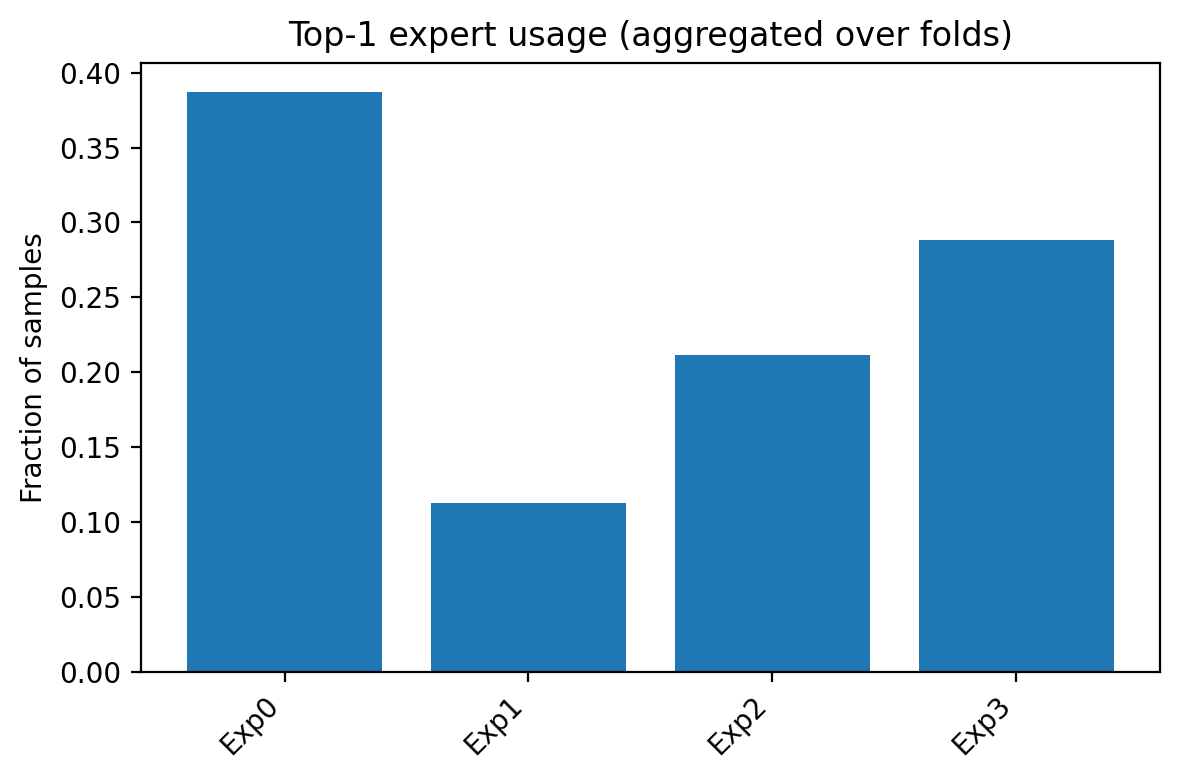 Top-1 expert usage (aggregated over folds)
Fraction of samples
0.40
0.35
0.30
0.25
0.20
0.15
0.10
0.05
0.00
Exp0
Exp1
Exp2
Exp3